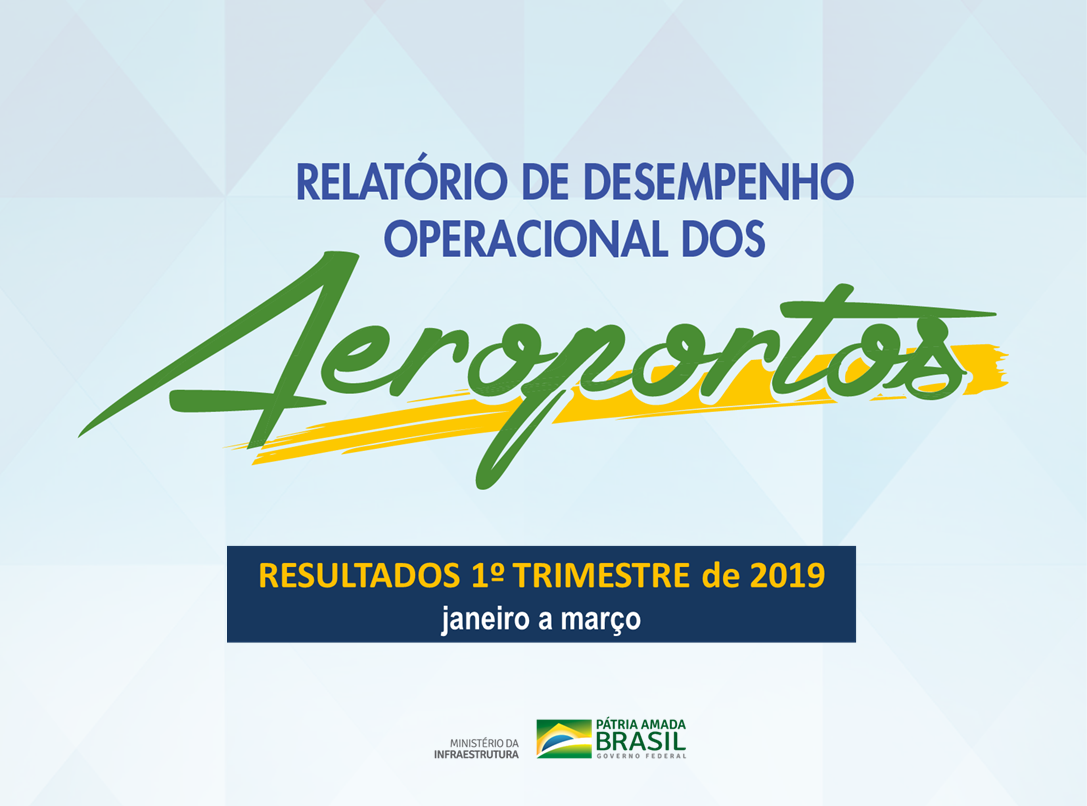 RELATÓRIO DE DESEMPENHO
OPERACIONAL DOS
Aeroportos
RESULTADOS 1º TRIMESTRE de 2019
janeiro a março
MINISTÉRIO DA
INFRAESTRUTURA
PÁTRIA AMADA
BRASIL
GOVERNO FEDERAL